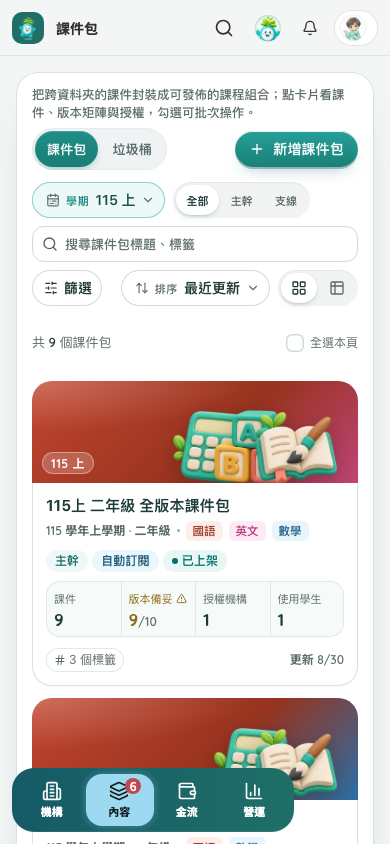 課件包
把跨資料夾的課件封裝成可發佈的課程組合；點卡片看課
件、版本矩陣與授權，勾選可批次操作。
課件包 垃圾桶 新增課件包
學期 115 上 全部 主幹 支線
搜尋課件包標題、標籤
篩選 排序 最近更新
共 9 個課件包 全選本頁
A
B
115 上
115上 二年級 全版本課件包
115 學年上學期 · 二年級 • 國語 英文 數學
主幹 自動訂閱 已上架
課件 版本備妥 授權機構 使用學生
9 9/10 1 1
# 3 個標籤 更新 8/30
6
機構 內容 金流 營運